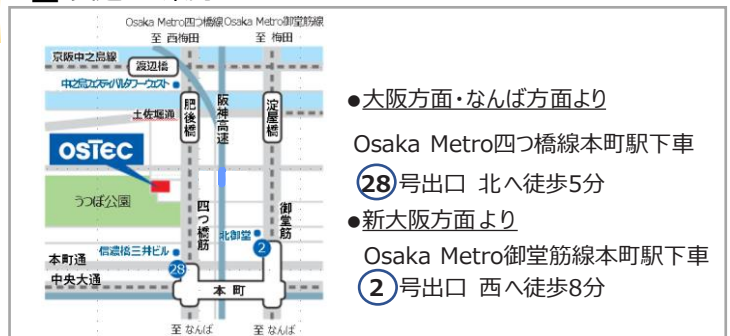 Osaka Metro四つ橋線 Osaka Metro御堂筋線
至 西梅田
至 梅田
京阪中之島線
渡辺橋
中之島フェスティバルタワー・ウエスト
肥後橋
阪神高速
淀屋橋
土佐堀通
OSTEC
うつぼ公園
四つ橋筋
御堂筋
北御堂
2
信濃橋三井ビル
本町通
28
中央大通
本町
至 なんば
至 なんば
●大阪方面・なんば方面より
Osaka Metro四つ橋線本町駅下車
28号出口 北へ徒歩5分
●新大阪方面より
Osaka Metro御堂筋線本町駅下車
2号出口 西へ徒歩8分